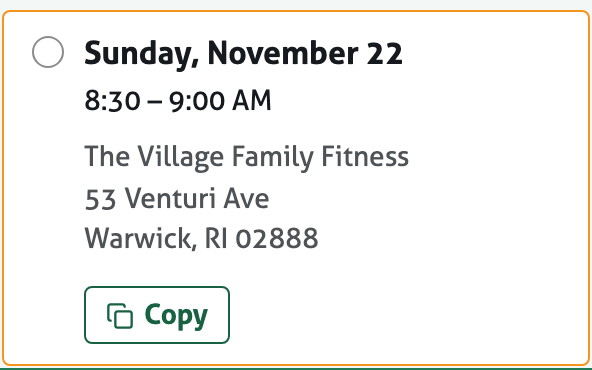 Sunday, November 22
8:30 – 9:00 AM
The Village Family Fitness
53 Venturi Ave
Warwick, RI 02888
Copy